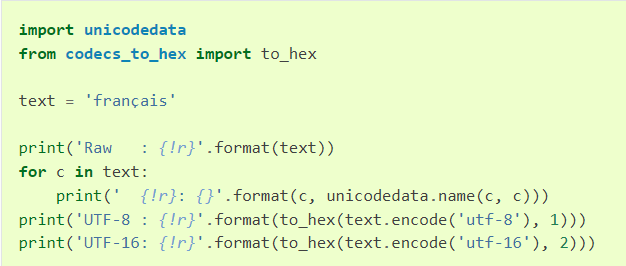 import unicodedata
from codecs_to_hex import to_hex

text = 'français'

print('Raw   : {!r}'.format(text))
for c in text:
    print('  {!r}: {}'.format(c, unicodedata.name(c, c)))
print('UTF-8 : {!r}'.format(to_hex(text.encode('utf-8'), 1)))
print('UTF-16: {!r}'.format(to_hex(text.encode('utf-16'), 2)))